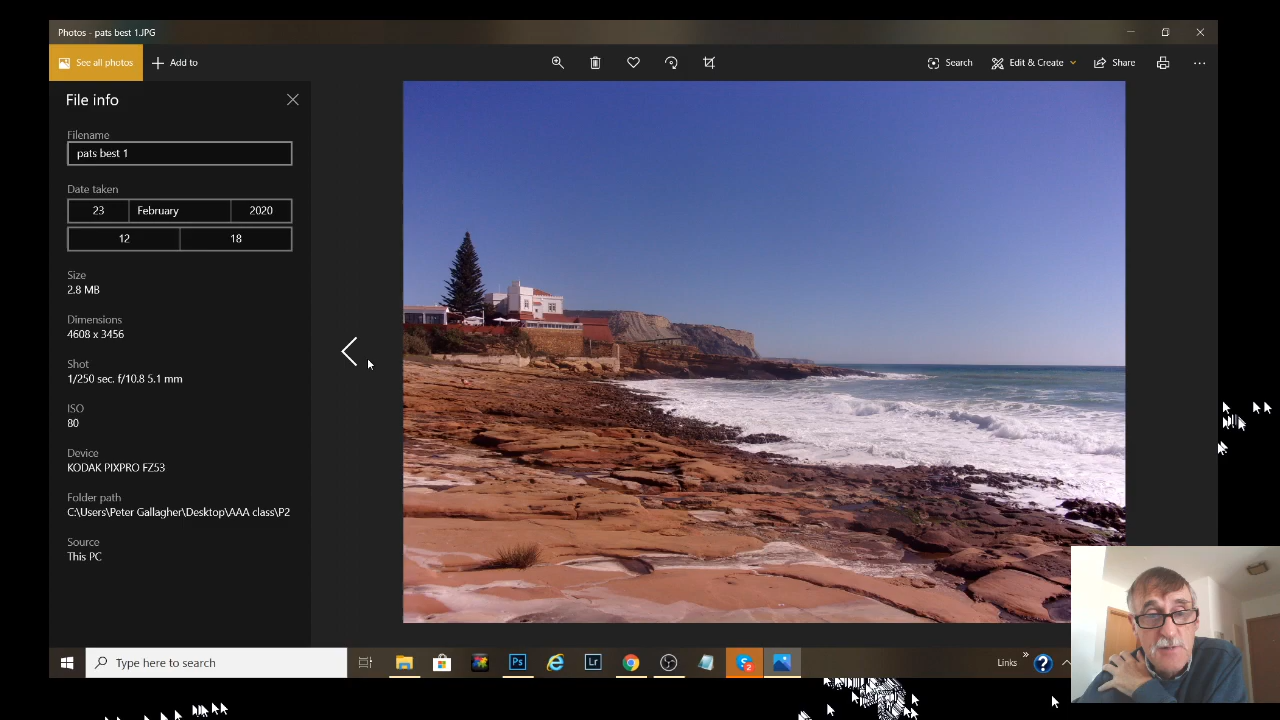 Photos - pats best 1.JPG
See all photos
Add to
Search
Edit & Create
Share
File info
Filename
pats best 1
Date taken
23 February 2020
12 18
Size
2.8 MB
Dimensions
4608 x 3456
Shot
1/250 sec. f/10.8 5.1 mm
ISO
80
Device
KODAK PIXPRO FZ53
Folder path
C:\Users\Peter Gallagher\Desktop\AAA class\P2
Source
This PC
Type here to search
Ps
Lr
2
Links